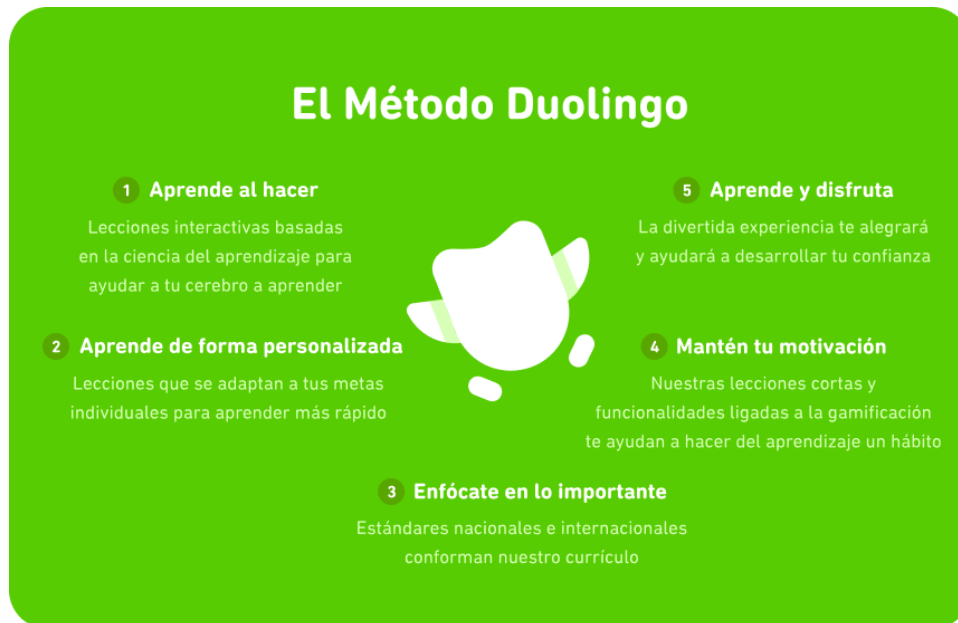 El Método Duolingo
1 Aprende al hacer
Lecciones interactivas basadas
en la ciencia del aprendizaje para
ayudar a tu cerebro a aprender
2 Aprende de forma personalizada
Lecciones que se adaptan a tus metas
individuales para aprender más rápido
3 Enfócate en lo importante
Estándares nacionales e internacionales
conforman nuestro currículo
4 Mantén tu motivación
Nuestras lecciones cortas y
funcionalidades ligadas a la gamificación
te ayudan a hacer del aprendizaje un hábito
5 Aprende y disfruta
La divertida experiencia te alegrará
y ayudará a desarrollar tu confianza